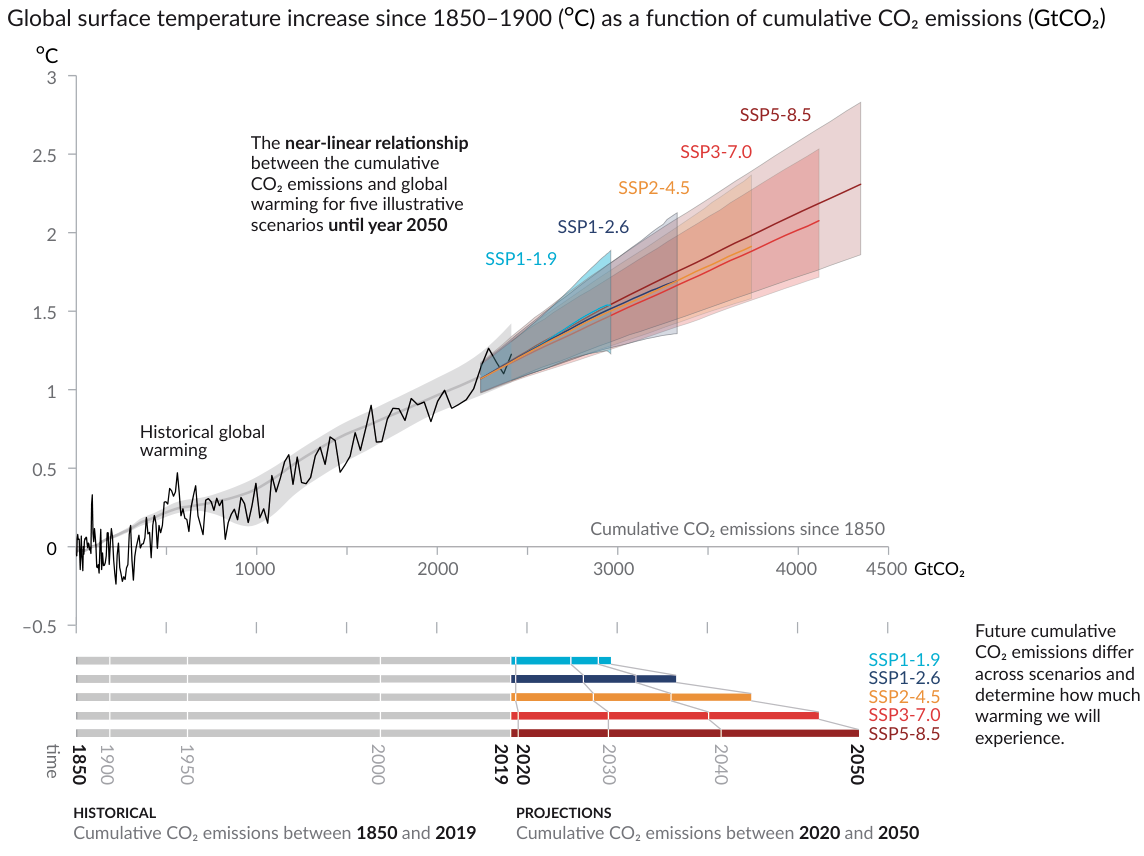 Global surface temperature increase since 1850–1900 (°C) as a function of cumulative CO₂ emissions (GtCO₂)
°C
3
2.5
2
1.5
1
0.5
0
–0.5
The near-linear relationship
between the cumulative
CO₂ emissions and global
warming for five illustrative
scenarios until year 2050
SSP5-8.5
SSP3-7.0
SSP2-4.5
SSP1-2.6
SSP1-1.9
Historical global
warming
Cumulative CO₂ emissions since 1850
1000
2000
3000
4000
4500
GtCO₂
Future cumulative
CO₂ emissions differ
across scenarios and
determine how much
warming we will
experience.
SSP1-1.9
SSP1-2.6
SSP2-4.5
SSP3-7.0
SSP5-8.5
time
1850
1900
1950
2000
2019
2020
2030
2040
2050
HISTORICAL
Cumulative CO₂ emissions between 1850 and 2019
PROJECTIONS
Cumulative CO₂ emissions between 2020 and 2050